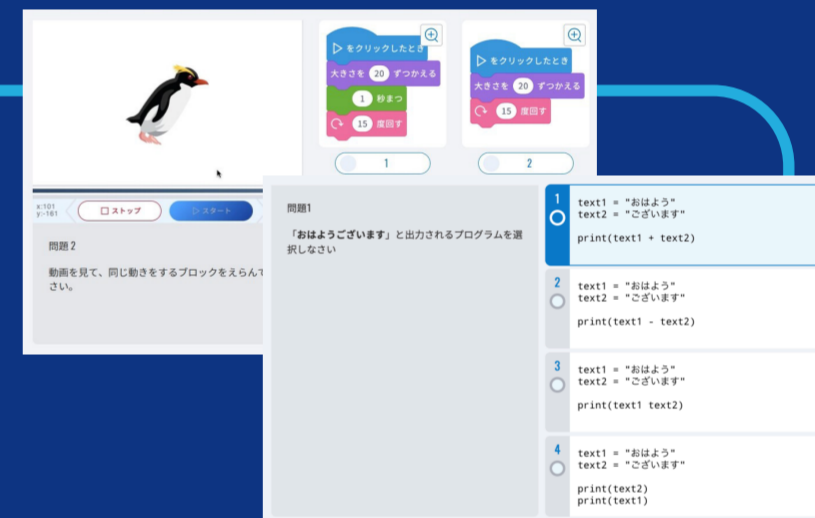 をクリックしたとき
大きさを 20 ずつかえる
1 秒まつ
15 度回す
1
をクリックしたとき
大きさを 20 ずつかえる
15 度回す
2
x:101
y:-161
ストップ
スタート
問題 2
動画を見て、同じ動きをするブロックをえらんで
さい。
問題1
「おはようございます」と出力されるプログラムを選
択しなさい
1
text1 = "おはよう"
text2 = "ございます"
print(text1 + text2)
2
text1 = "おはよう"
text2 = "ございます"
print(text1 - text2)
3
text1 = "おはよう"
text2 = "ございます"
print(text1 text2)
4
text1 = "おはよう"
text2 = "ございます"
print(text2)
print(text1)